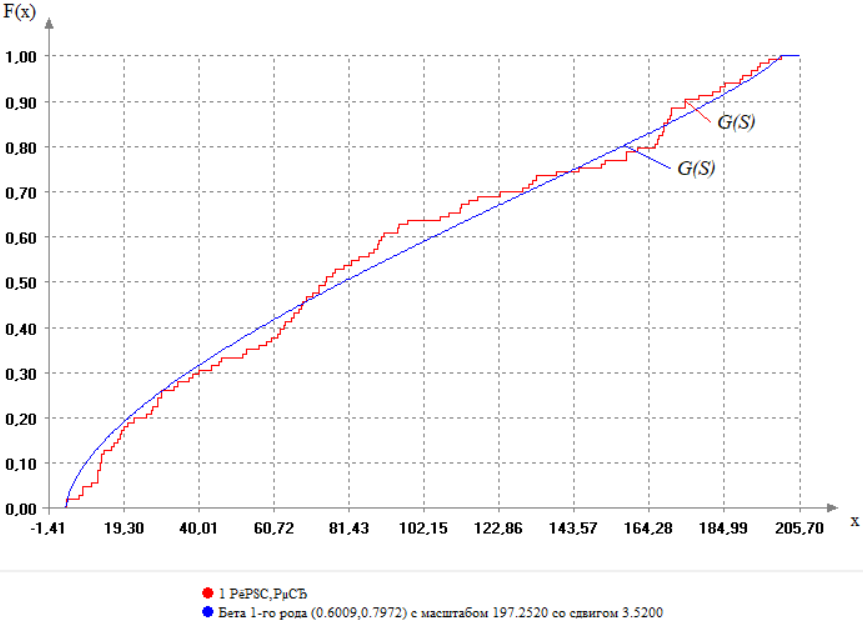 F(x)
1,00
0,90
G(S)
0,80
G(S)
0,70
0,60
0,50
0,40
0,30
0,20
0,10
0,00
-1,41 19,30 40,01 60,72 81,43 102,15 122,86 143,57 164,28 184,99 205,70
x
1 РєРЅС‚РµСЂ
Бета 1-го рода (0.6009,0.7972) с масштабом 197.2520 со сдвигом 3.5200